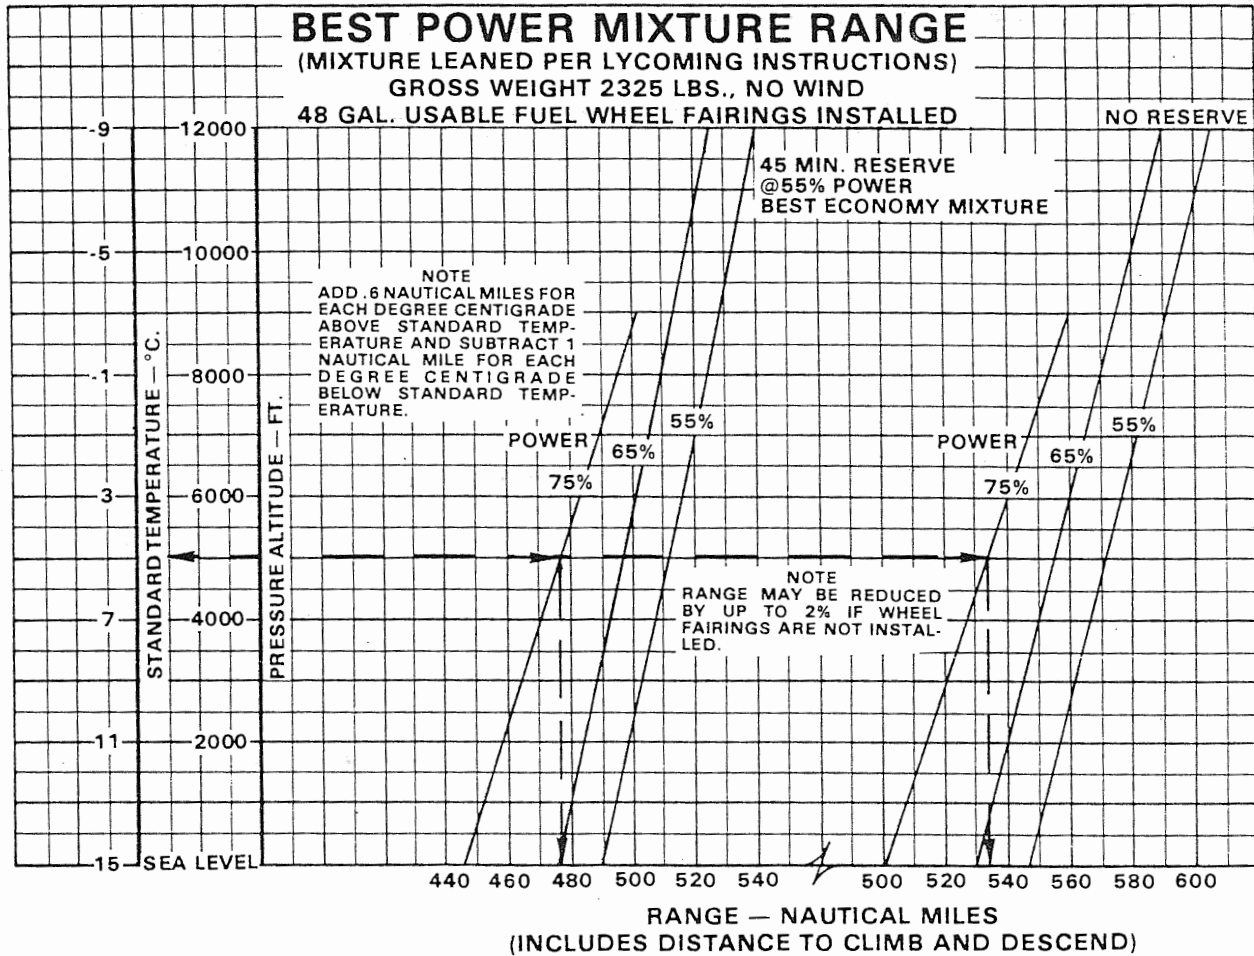 BEST POWER MIXTURE RANGE
(MIXTURE LEANED PER LYCOMING INSTRUCTIONS)
GROSS WEIGHT 2325 LBS., NO WIND
48 GAL. USABLE FUEL WHEEL FAIRINGS INSTALLED
NO RESERVE
45 MIN. RESERVE
@55% POWER
BEST ECONOMY MIXTURE
-9
-5
-1
3
7
11
15
STANDARD TEMPERATURE — °C.
12000
10000
8000
6000
4000
2000
SEA LEVEL
PRESSURE ALTITUDE — FT.
NOTE
ADD .6 NAUTICAL MILES FOR
EACH DEGREE CENTIGRADE
ABOVE STANDARD TEMP-
ERATURE AND SUBTRACT 1
NAUTICAL MILE FOR EACH
DEGREE CENTIGRADE
BELOW STANDARD TEMP-
ERATURE.
POWER
75%
65%
55%
POWER
75%
65%
55%
NOTE
RANGE MAY BE REDUCED
BY UP TO 2% IF WHEEL
FAIRINGS ARE NOT INSTAL-
LED.
440 460 480 500 520 540 500 520 540 560 580 600
RANGE — NAUTICAL MILES
(INCLUDES DISTANCE TO CLIMB AND DESCEND)